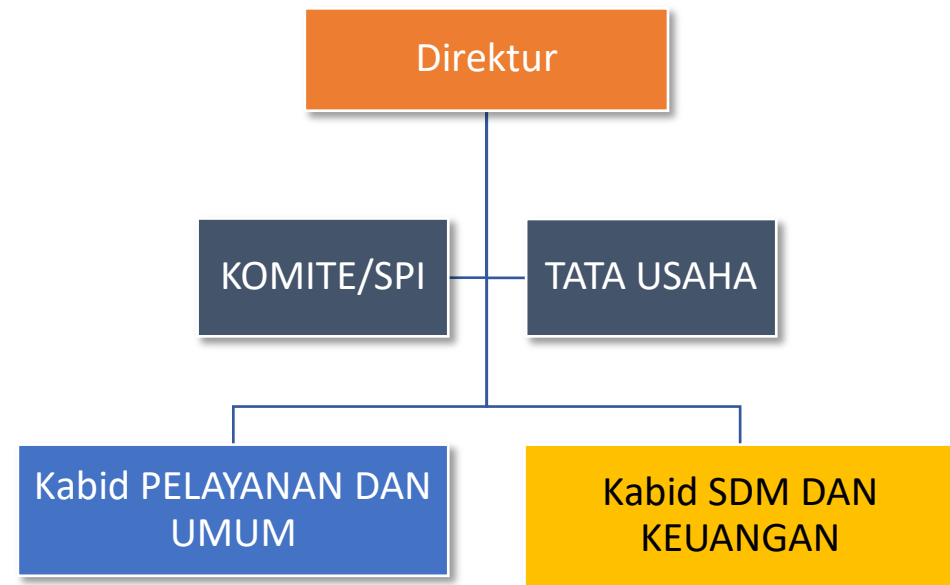 Direktur
KOMITE/SPI
TATA USAHA
Kabid PELAYANAN DAN
UMUM
Kabid SDM DAN
KEUANGAN